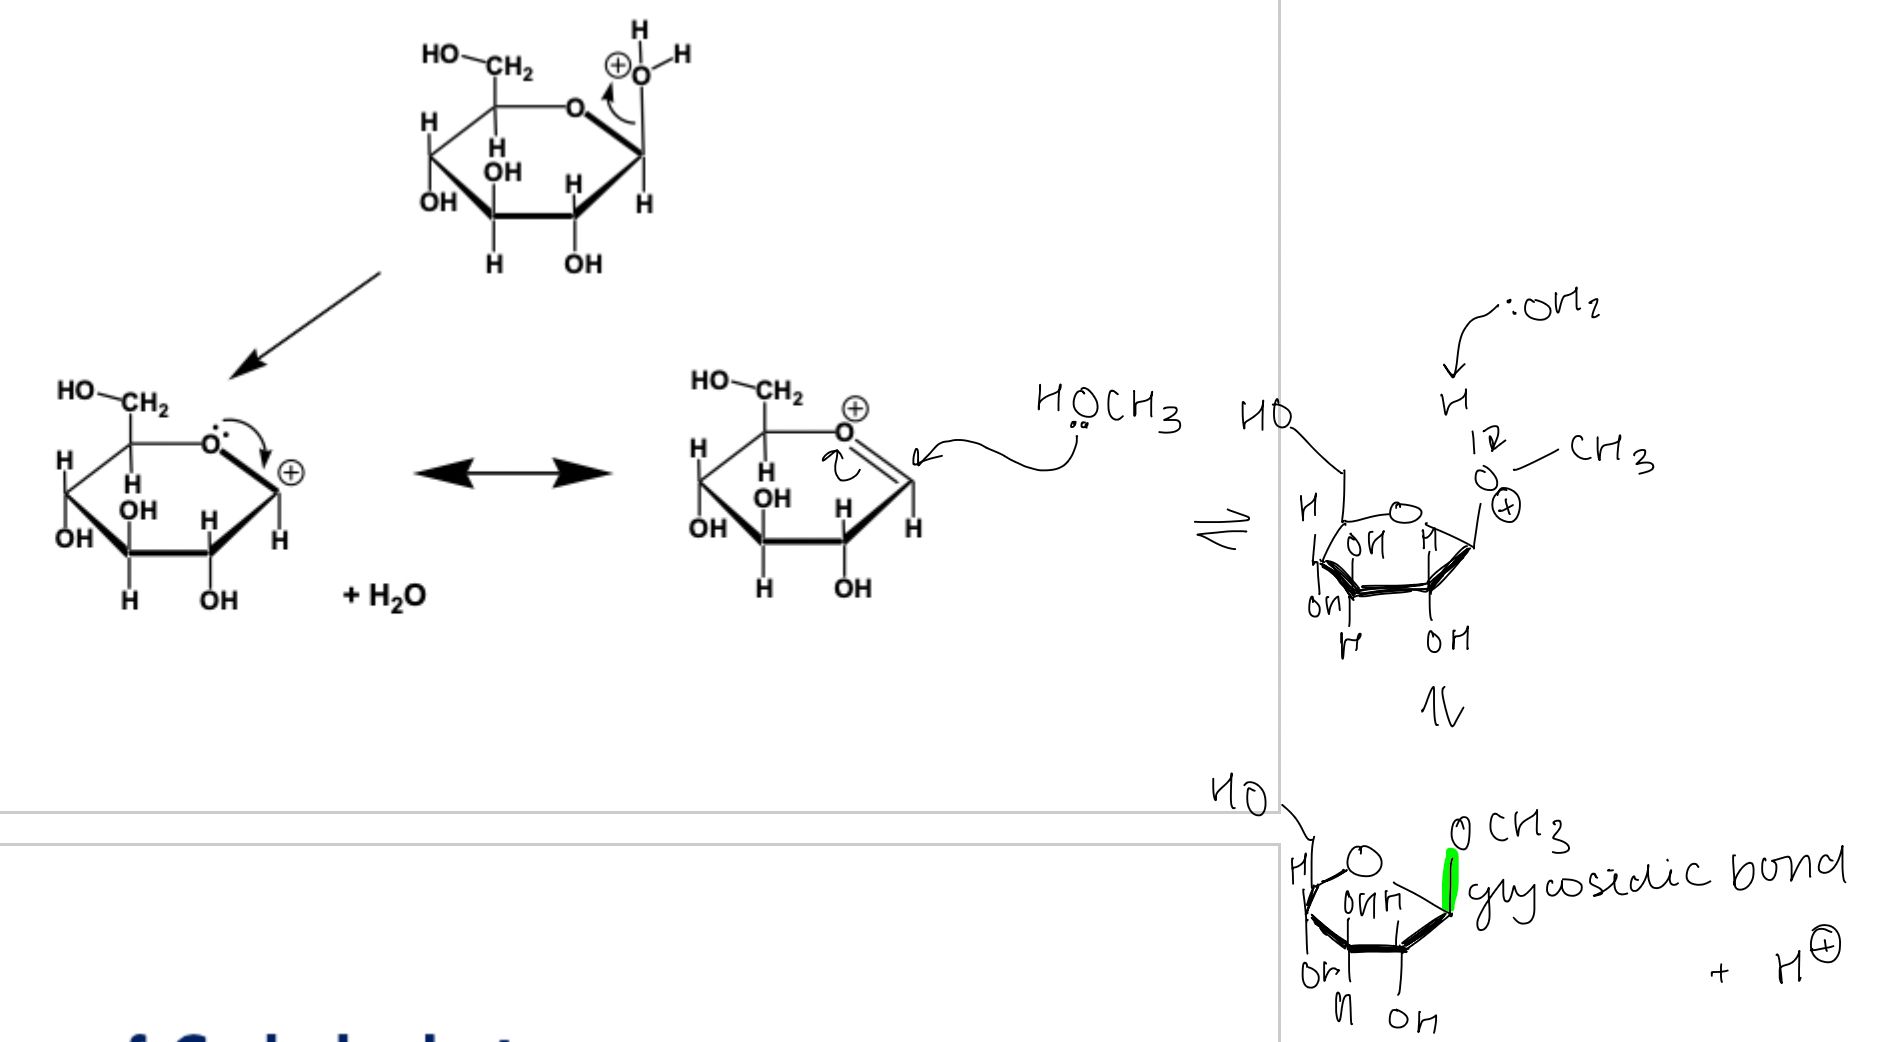 H
HO CH₂ ⊕ O H
O
H H
OH H
OH H
H OH
HO CH₂
O: ⊕
H H
OH H
OH H
H OH
+ H₂O
HO CH₂ ⊕
O
H H
OH H
OH H
H OH
HOCH₃
:OH₂
H
HO
O CH₃
⊕
H O
OH H
OH
H OH
HO
OCH₃
H O
glycosidic bond
OH H
OH
H OH
+ H⊕